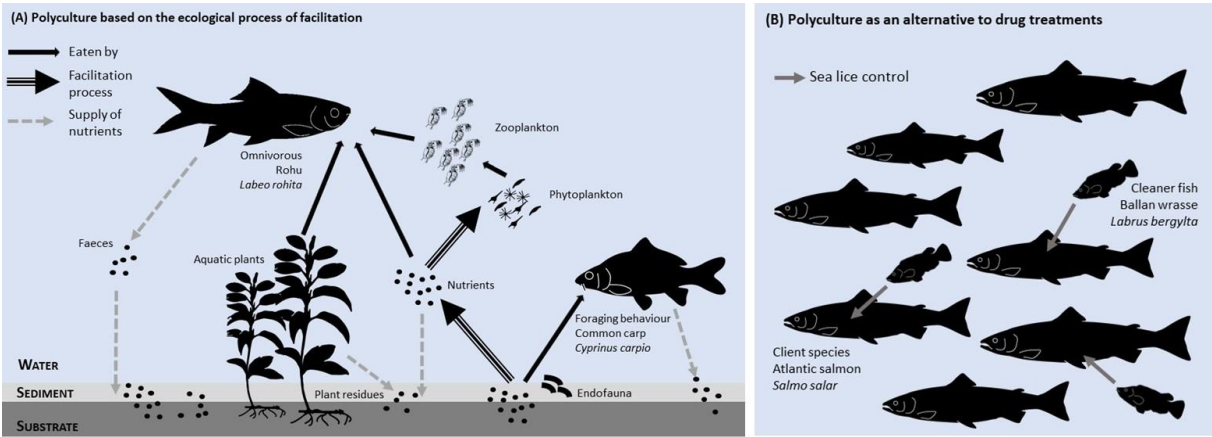 (A) Polyculture based on the ecological process of facilitation
Eaten by
Facilitation
process
Supply of
nutrients
Omnivorous
Rohu
Labeo rohita
Zooplankton
Phytoplankton
Faeces
Aquatic plants
Nutrients
Foraging behaviour
Common carp
Cyprinus carpio
WATER
SEDIMENT
Plant residues
Endofauna
SUBSTRATE
(B) Polyculture as an alternative to drug treatments
Sea lice control
Cleaner fish
Ballan wrasse
Labrus bergylta
Client species
Atlantic salmon
Salmo salar